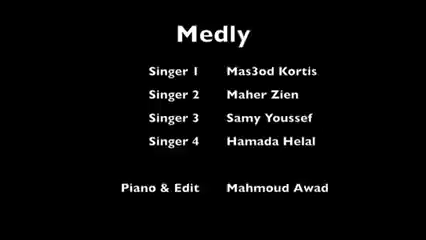 Medly
Singer 1 Mas3od Kortis
Singer 2 Maher Zien
Singer 3 Samy Youssef
Singer 4 Hamada Helal
Piano & Edit Mahmoud Awad